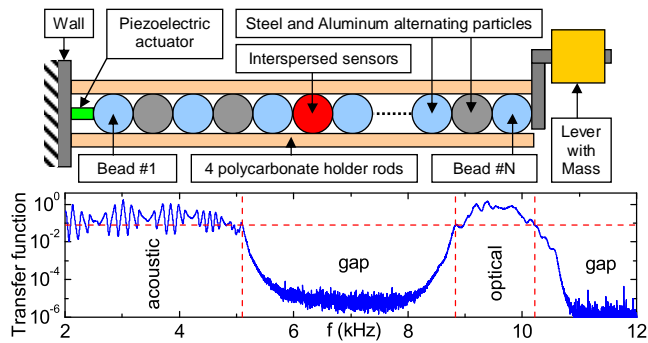 Wall
Piezoelectric
actuator
Steel and Aluminum alternating particles
Interspersed sensors
Bead #1
4 polycarbonate holder rods
Bead #N
Lever
with
Mass
Transfer function
10^0
10^-2
10^-4
10^-6
acoustic
gap
optical
gap
2
4
6
8
10
12
f (kHz)